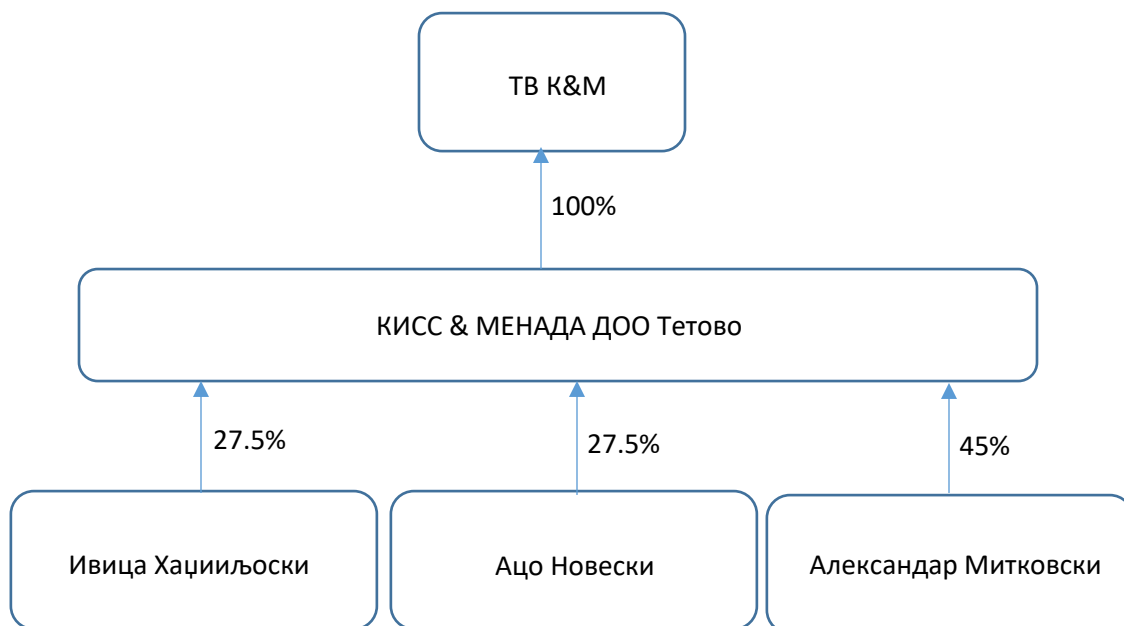 ТВ К&М
100%
КИСС & МЕНАДА ДОО Тетово
27.5%
27.5%
45%
Ивица Хаџииљоски
Ацо Новески
Александар Митковски